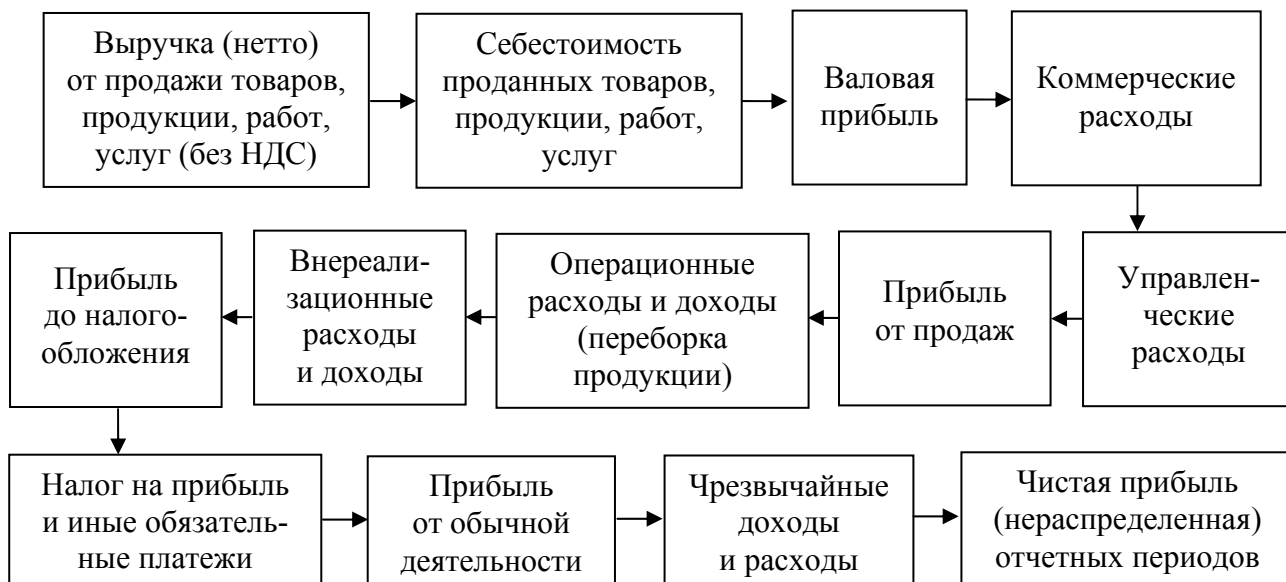 Выручка (нетто)
от продажи товаров,
продукции, работ,
услуг (без НДС)
Себестоимость
проданных товаров,
продукции, работ,
услуг
Валовая
прибыль
Коммерческие
расходы
Управлен-
ческие
расходы
Прибыль
от продаж
Операционные
расходы и доходы
(переборка
продукции)
Внереали-
зационные
расходы
и доходы
Прибыль
до налого-
обложения
Налог на прибыль
и иные обязатель-
ные платежи
Прибыль
от обычной
деятельности
Чрезвычайные
доходы
и расходы
Чистая прибыль
(нераспределенная)
отчетных периодов